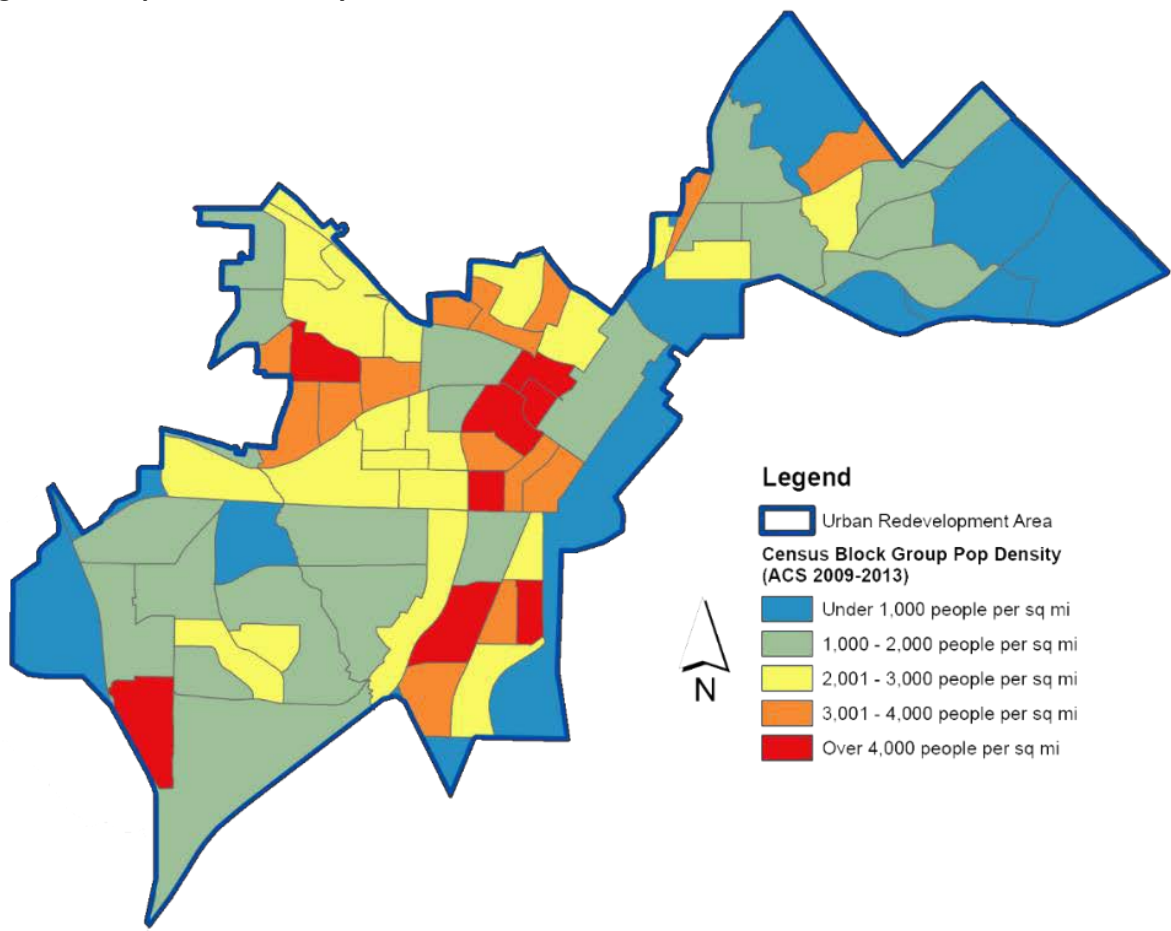 Legend
Urban Redevelopment Area
Census Block Group Pop Density
(ACS 2009-2013)
Under 1,000 people per sq mi
1,000 - 2,000 people per sq mi
2,001 - 3,000 people per sq mi
3,001 - 4,000 people per sq mi
Over 4,000 people per sq mi
N